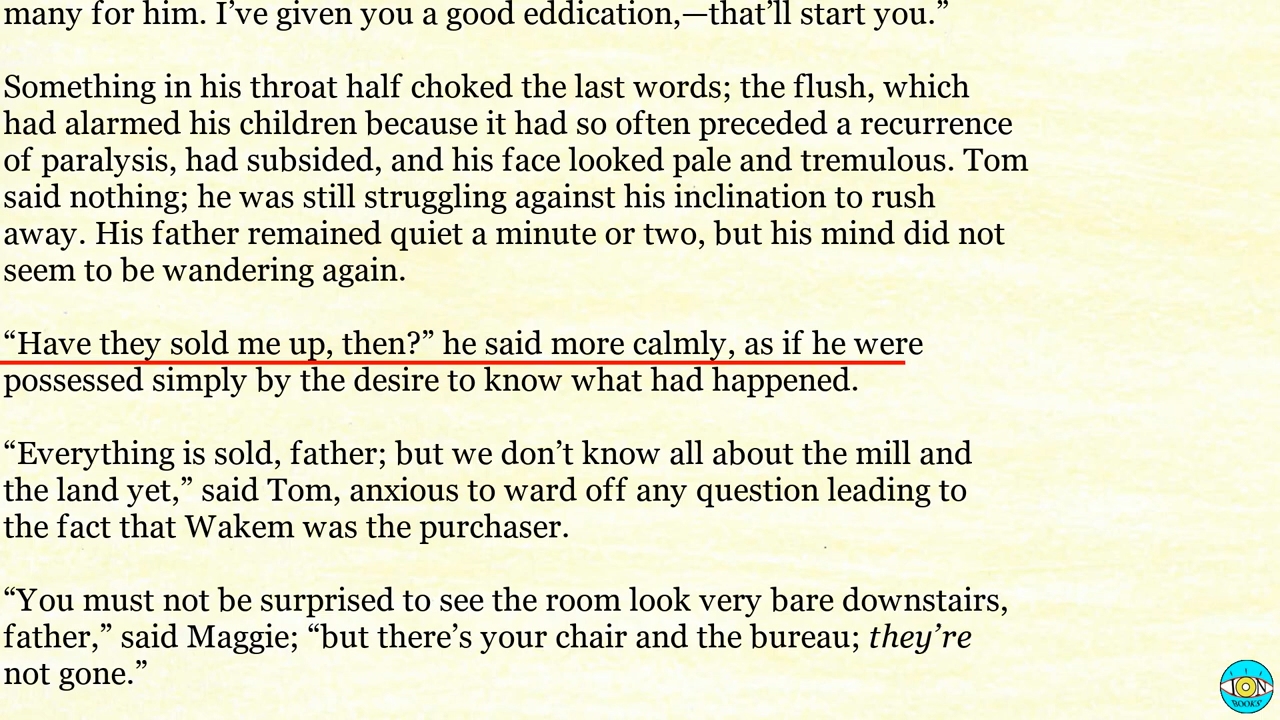 many for him. I’ve given you a good eddication,—that’ll start you.”
Something in his throat half choked the last words; the flush, which
had alarmed his children because it had so often preceded a recurrence
of paralysis, had subsided, and his face looked pale and tremulous. Tom
said nothing; he was still struggling against his inclination to rush
away. His father remained quiet a minute or two, but his mind did not
seem to be wandering again.
“Have they sold me up, then?” he said more calmly, as if he were
possessed simply by the desire to know what had happened.
“Everything is sold, father; but we don’t know all about the mill and
the land yet,” said Tom, anxious to ward off any question leading to
the fact that Wakem was the purchaser.
“You must not be surprised to see the room look very bare downstairs,
father,” said Maggie; “but there’s your chair and the bureau; they’re
not gone.”
ION
BOOKS